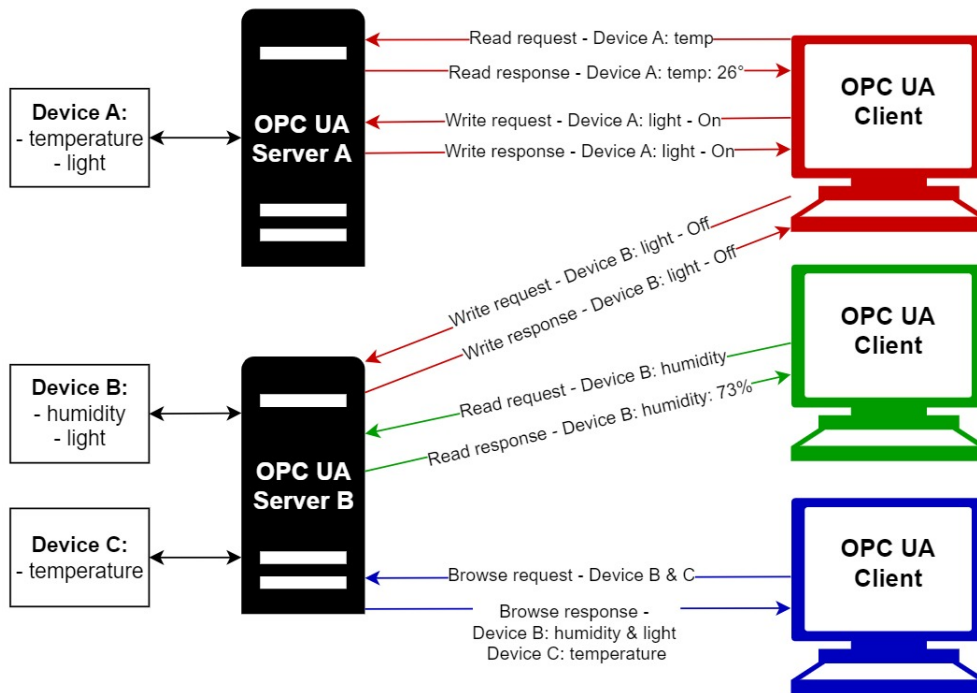 Read request - Device A: temp
Read response - Device A: temp: 26°
Write request - Device A: light - On
Write response - Device A: light - On
OPC UA
Client
Device A:
- temperature
- light
OPC UA
Server A
Write request - Device B: light - Off
Write response - Device B: light - Off
OPC UA
Client
Device B:
- humidity
- light
Read request - Device B: humidity
Read response - Device B: humidity: 73%
OPC UA
Server B
Device C:
- temperature
OPC UA
Client
Browse request - Device B & C
Browse response -
Device B: humidity & light
Device C: temperature